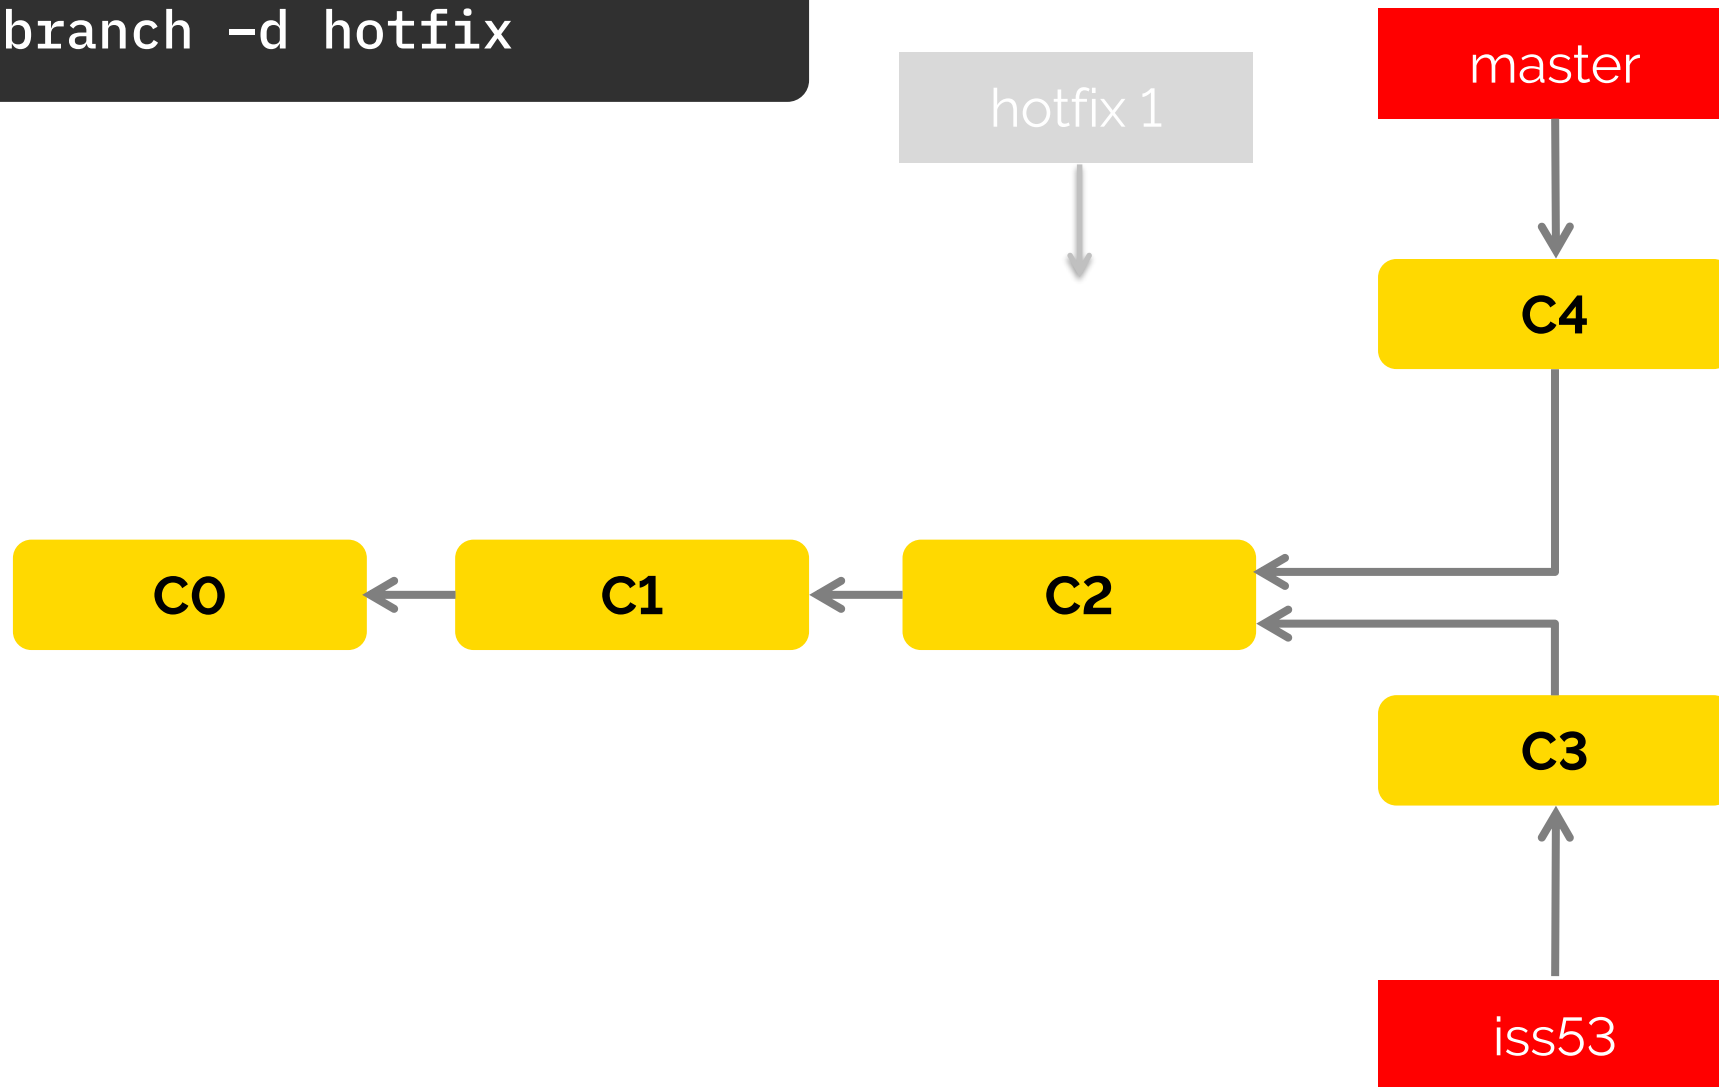 branch –d hotfix
hotfix 1
master
C4
C0
C1
C2
C3
iss53